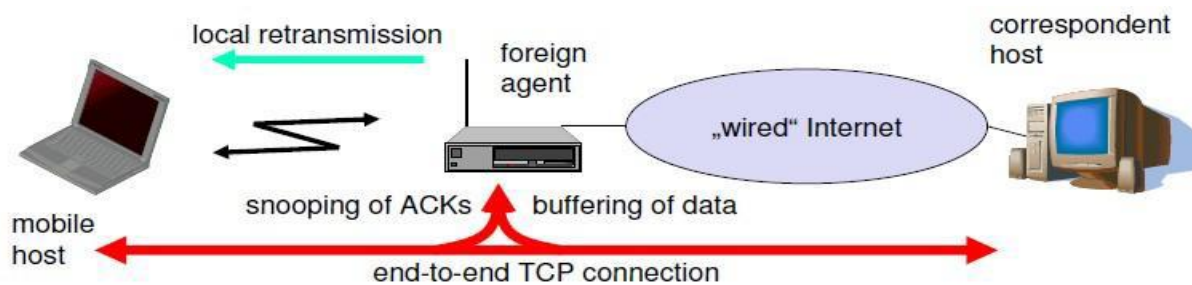 local retransmission
foreign
agent
correspondent
host
„wired“ Internet
mobile
host
snooping of ACKs
buffering of data
end-to-end TCP connection